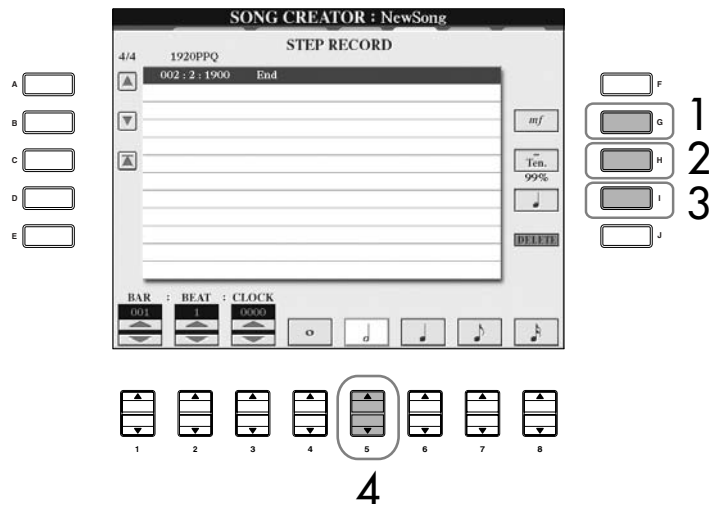 SONG CREATOR : NewSong
STEP RECORD
4/4 1920PPQ
002 : 2 : 1900 End
A
B
C
D
E
F
G
H
I
J
1
2
3
mf
Ten.
99%
DELETE
BAR : BEAT : CLOCK
001 1 0000
1 2 3 4 5 6 7 8
4